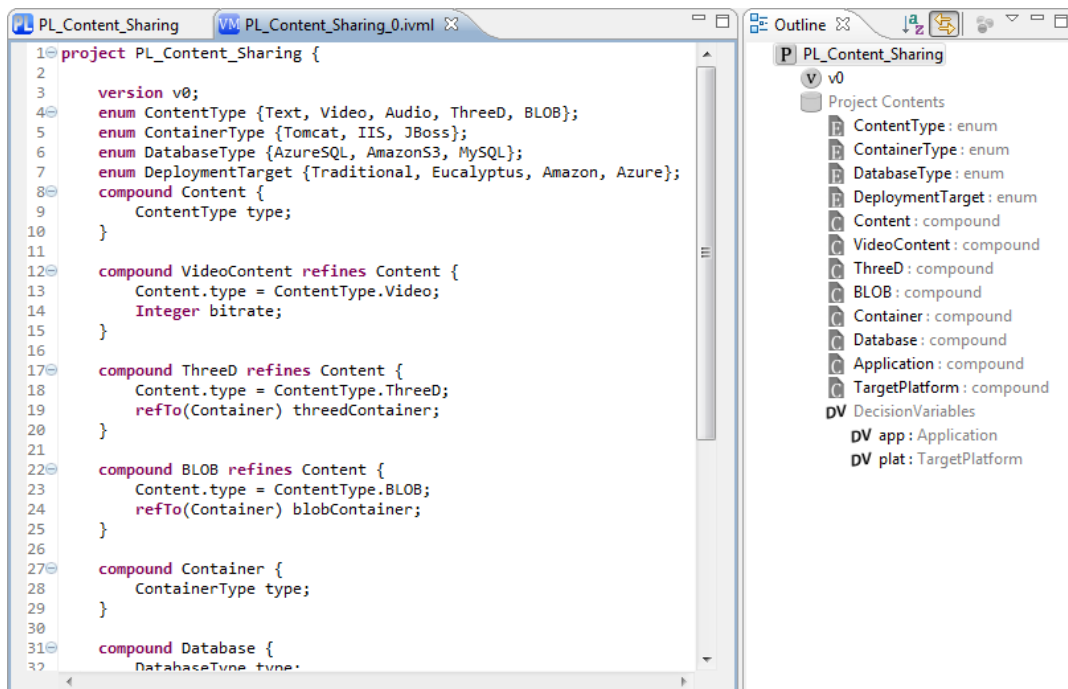 PL PL_Content_Sharing
VM PL_Content_Sharing_0.ivml
1 project PL_Content_Sharing {
2
3 version v0;
4 enum ContentType {Text, Video, Audio, ThreeD, BLOB};
5 enum ContainerType {Tomcat, IIS, JBoss};
6 enum DatabaseType {AzureSQL, AmazonS3, MySQL};
7 enum DeploymentTarget {Traditional, Eucalyptus, Amazon, Azure};
8 compound Content {
9 ContentType type;
10 }
11
12 compound VideoContent refines Content {
13 Content.type = ContentType.Video;
14 Integer bitrate;
15 }
16
17 compound ThreeD refines Content {
18 Content.type = ContentType.ThreeD;
19 refTo(Container) threedContainer;
20 }
21
22 compound BLOB refines Content {
23 Content.type = ContentType.BLOB;
24 refTo(Container) blobContainer;
25 }
26
27 compound Container {
28 ContainerType type;
29 }
30
31 compound Database {
32 DatabaseType type;
Outline
P PL_Content_Sharing
V v0
Project Contents
E ContentType : enum
E ContainerType : enum
E DatabaseType : enum
E DeploymentTarget : enum
C Content : compound
C VideoContent : compound
C ThreeD : compound
C BLOB : compound
C Container : compound
C Database : compound
C Application : compound
C TargetPlatform : compound
DV DecisionVariables
DV app : Application
DV plat : TargetPlatform